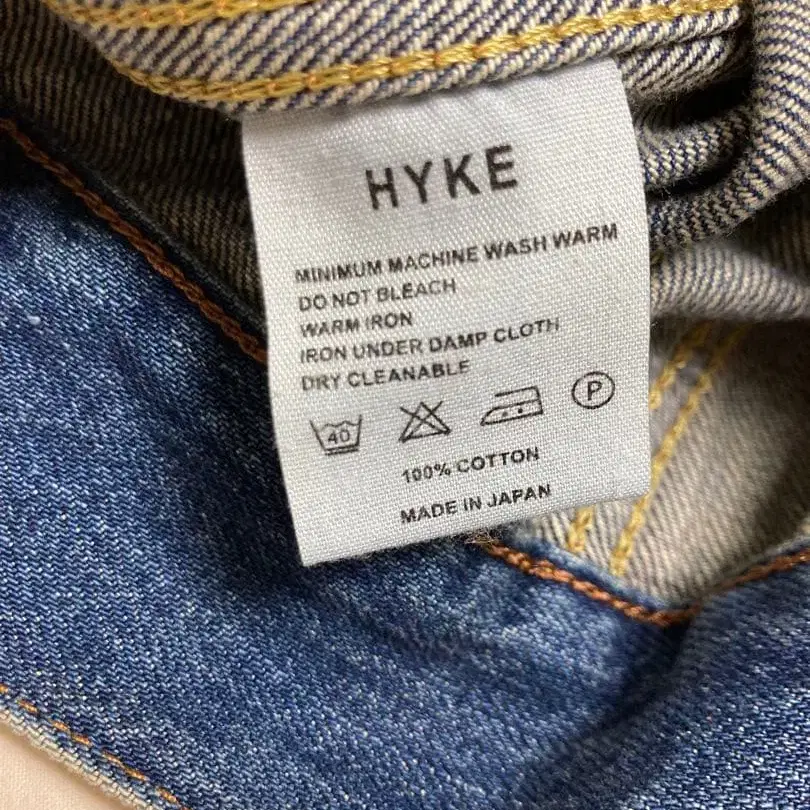 HYKE
MINIMUM MACHINE WASH WARM
DO NOT BLEACH
WARM IRON
IRON UNDER DAMP CLOTH
DRY CLEANABLE
40 P
100% COTTON
MADE IN JAPAN